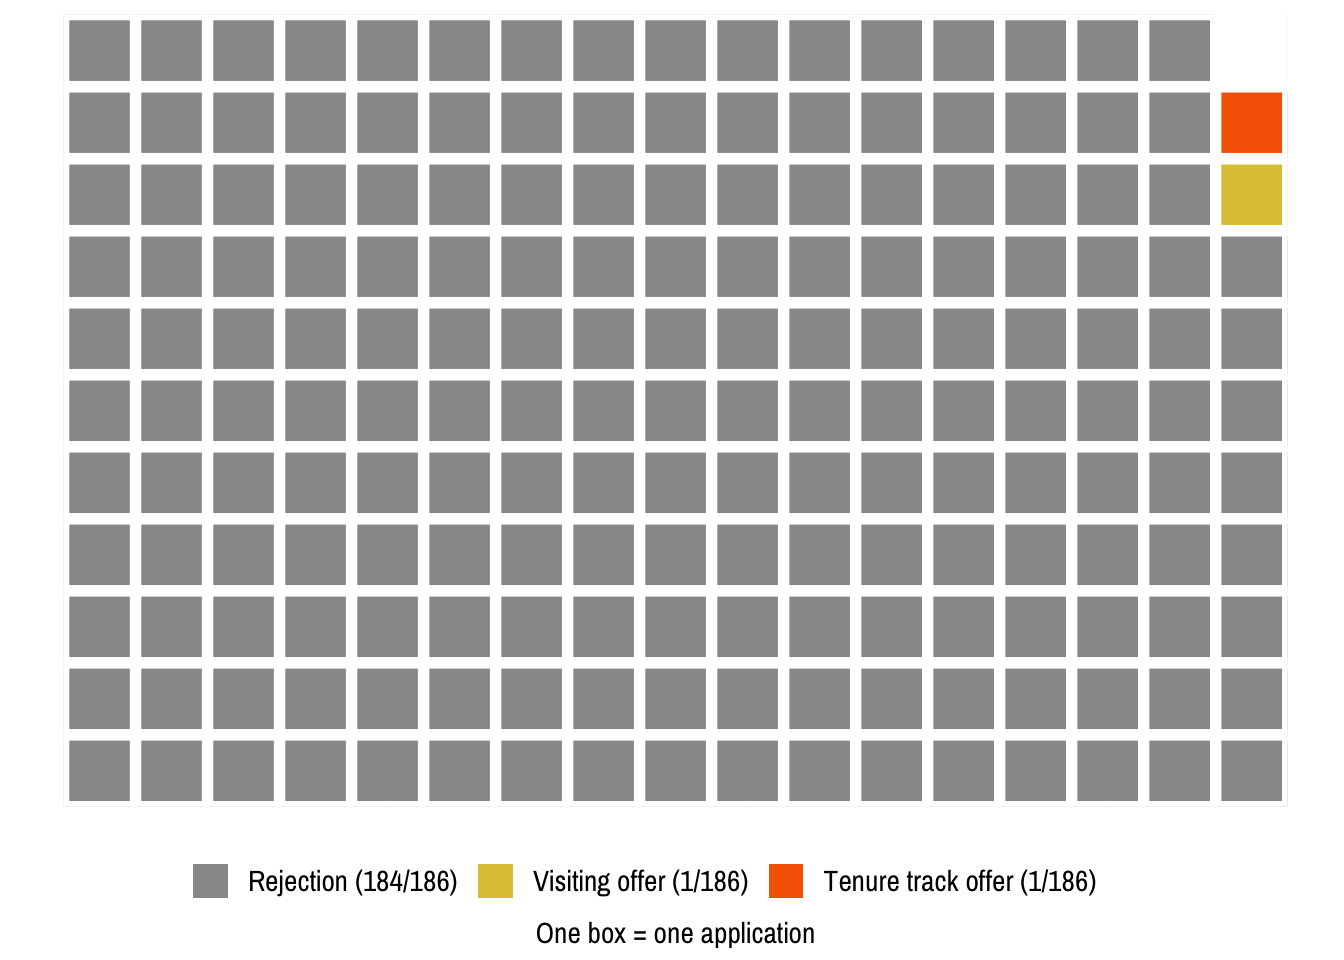 Rejection (184/186) Visiting offer (1/186) Tenure track offer (1/186)
One box = one application